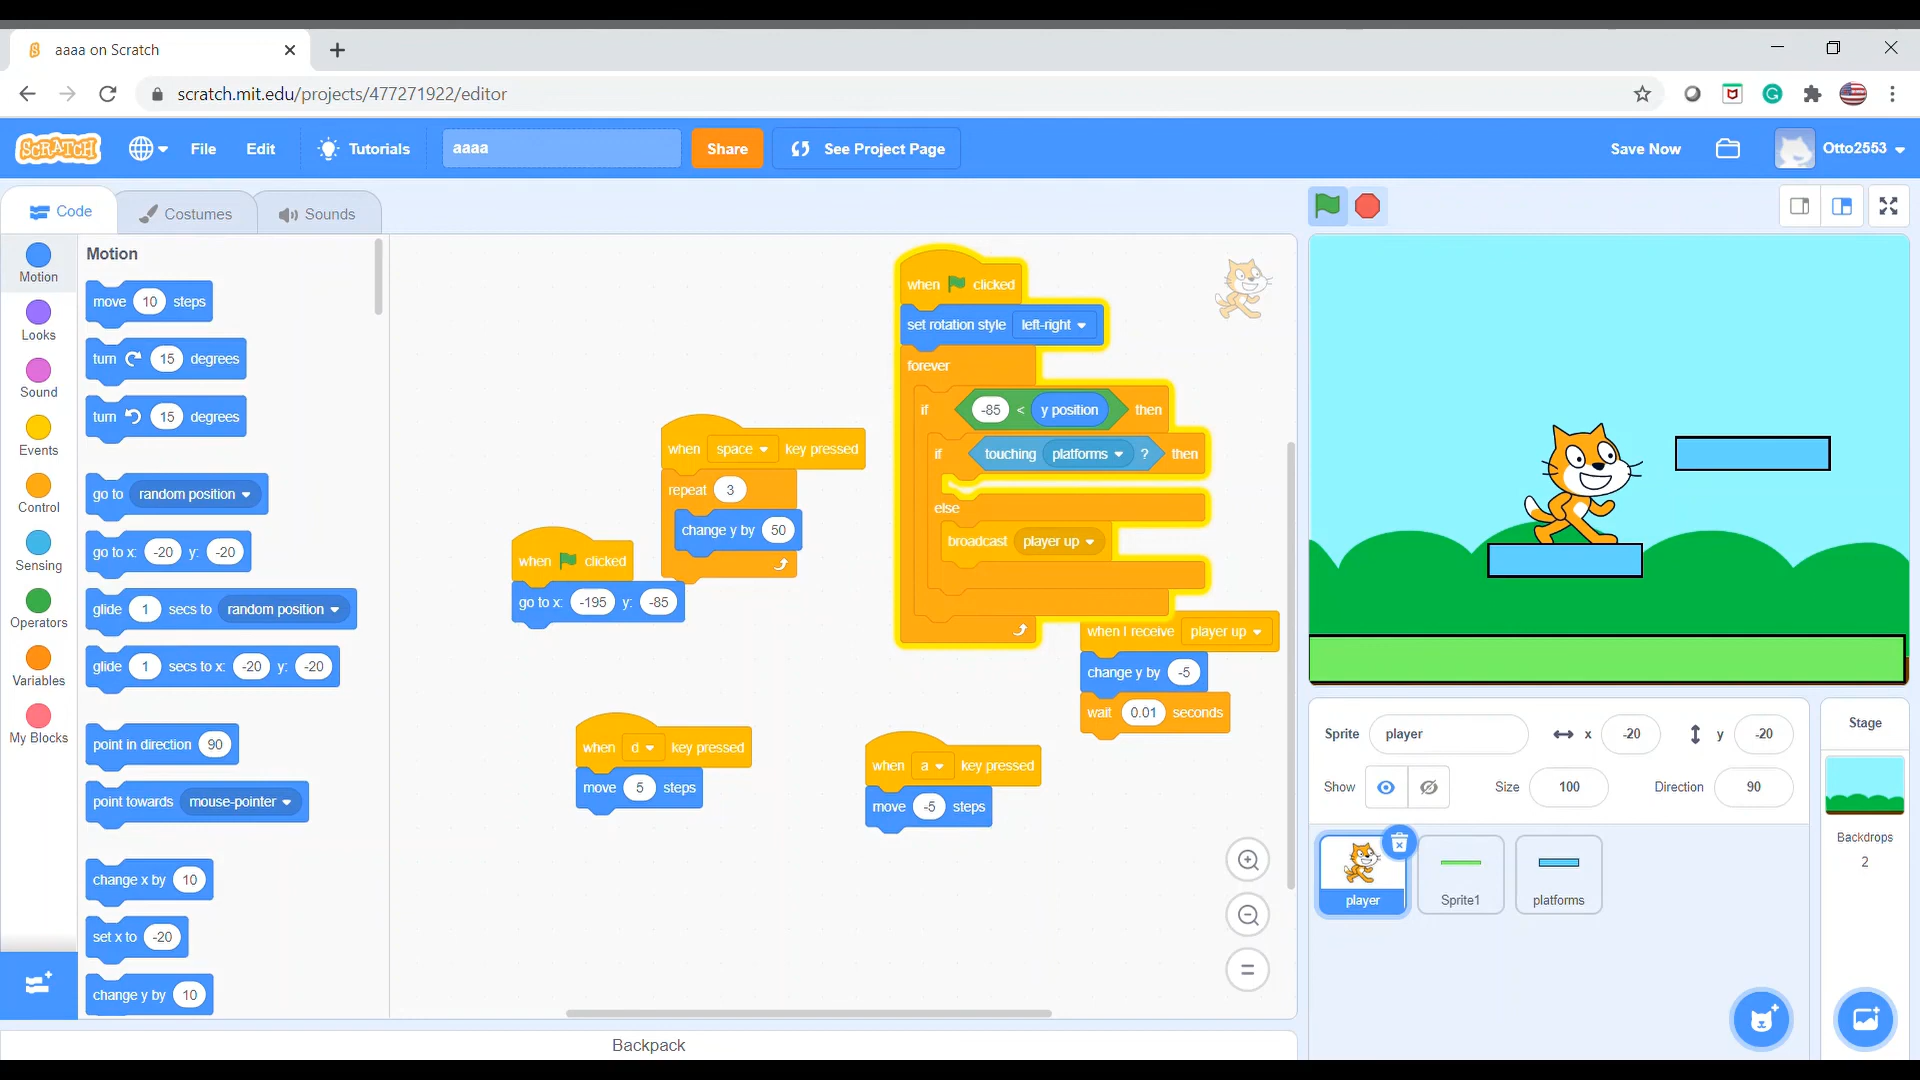 aaaa on Scratch
scratch.mit.edu/projects/477271922/editor
SCRATCH
File
Edit
Tutorials
aaaa
Share
See Project Page
Save Now
Otto2553
Code
Costumes
Sounds
Motion
Looks
Sound
Events
Control
Sensing
Operators
Variables
My Blocks
Motion
move 10 steps
turn 15 degrees
turn 15 degrees
go to random position
go to x: -20 y: -20
glide 1 secs to random position
glide 1 secs to x: -20 y: -20
point in direction 90
point towards mouse-pointer
change x by 10
set x to -20
change y by 10
when clicked
go to x: -195 y: -85
when space key pressed
repeat 3
change y by 50
when clicked
set rotation style left-right
forever
if -85 < y position then
if touching platforms ? then
else
broadcast player up
when I receive player up
change y by -5
wait 0.01 seconds
when d key pressed
move 5 steps
when a key pressed
move -5 steps
Backpack
Sprite player x -20 y -20
Show Size 100 Direction 90
player
Sprite1
platforms
Stage
Backdrops
2